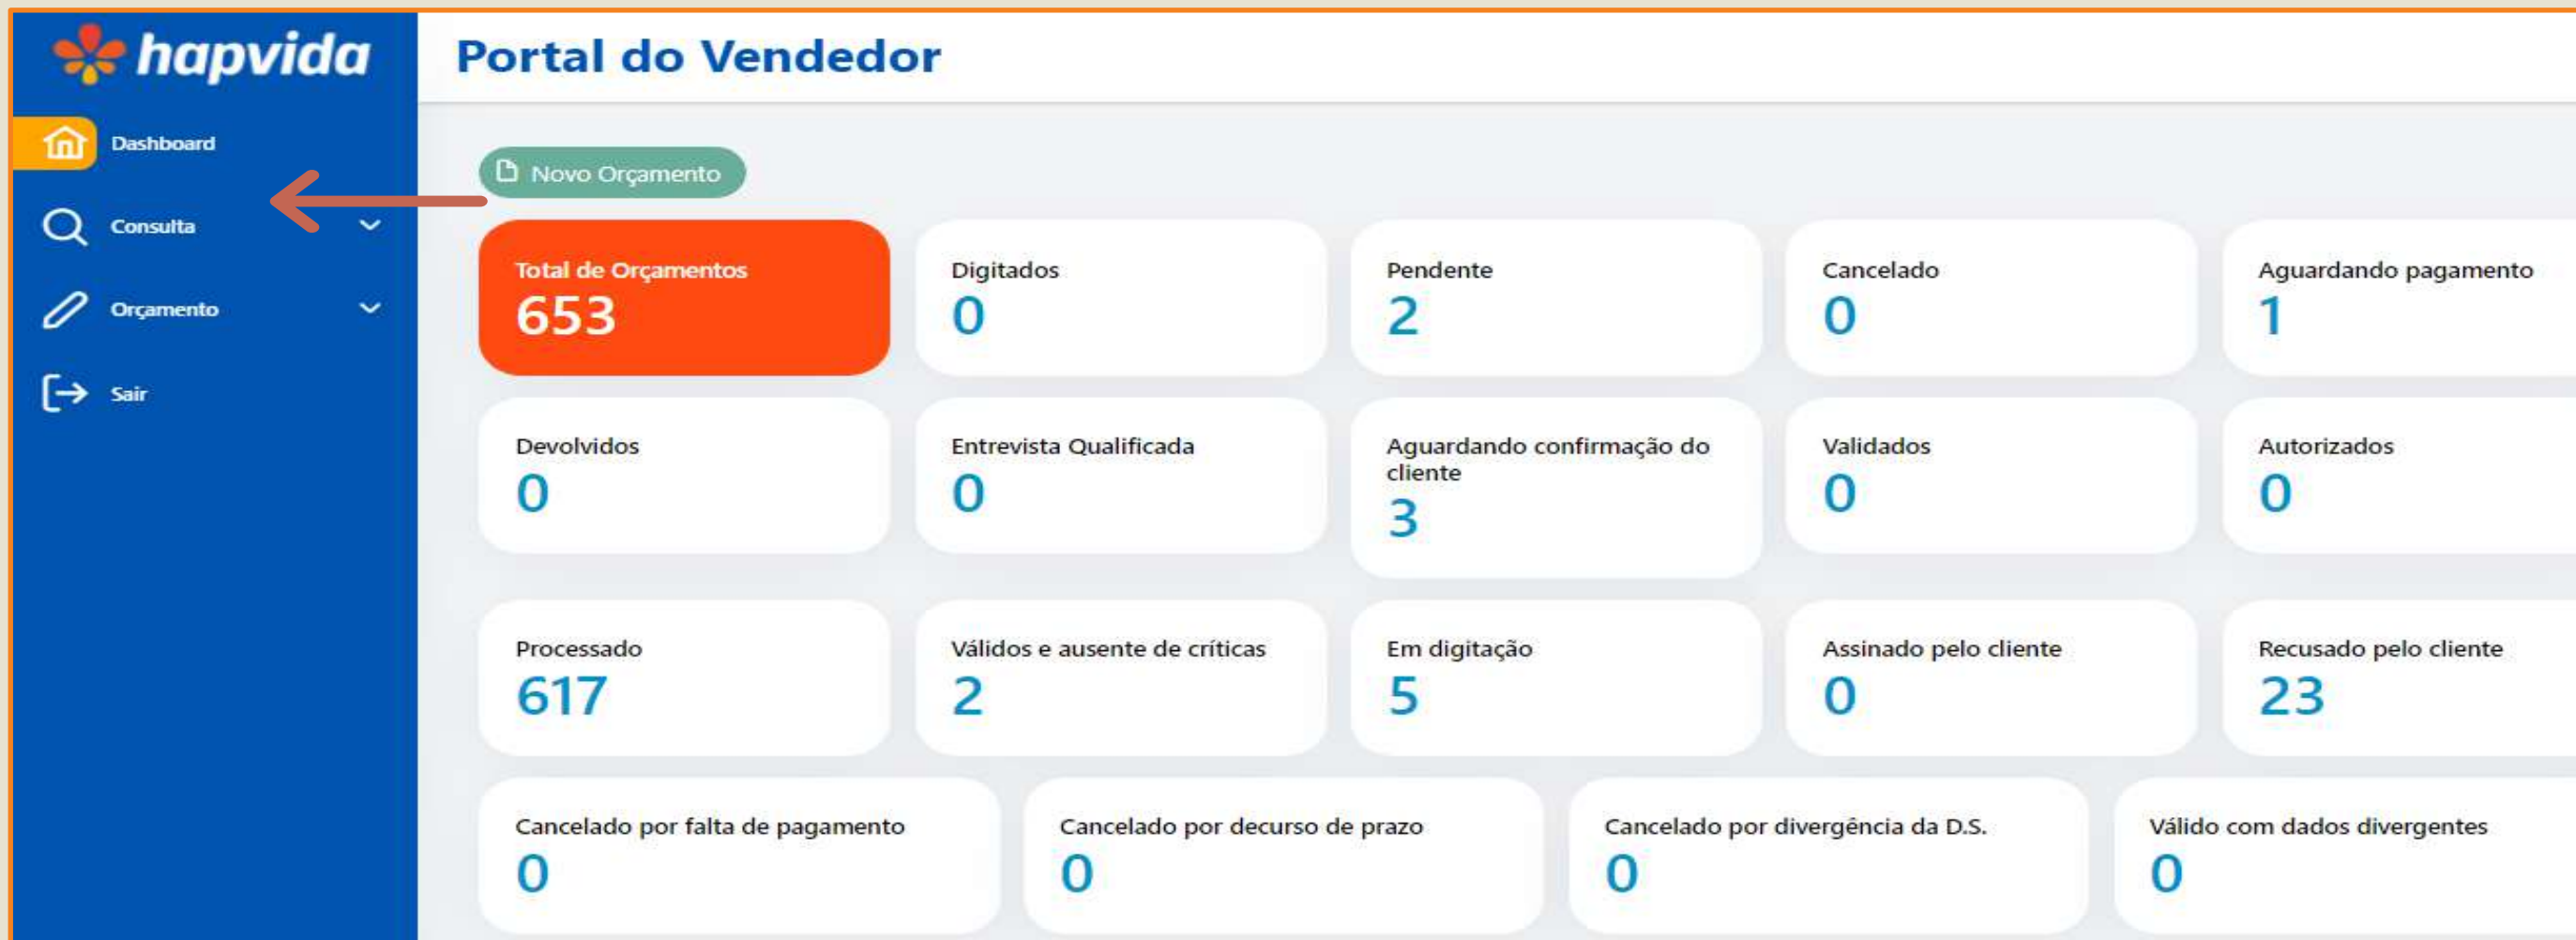 hapvida
Portal do Vendedor
Dashboard
Consulta
Orçamento
Sair
Novo Orçamento
Total de Orçamentos
653
Digitados
0
Pendente
2
Cancelado
0
Aguardando pagamento
1
Devolvidos
0
Entrevista Qualificada
0
Aguardando confirmação do
cliente
3
Validados
0
Autorizados
0
Processado
617
Válidos e ausente de críticas
2
Em digitação
5
Assinado pelo cliente
0
Recusado pelo cliente
23
Cancelado por falta de pagamento
0
Cancelado por decurso de prazo
0
Cancelado por divergência da D.S.
0
Válido com dados divergentes
0